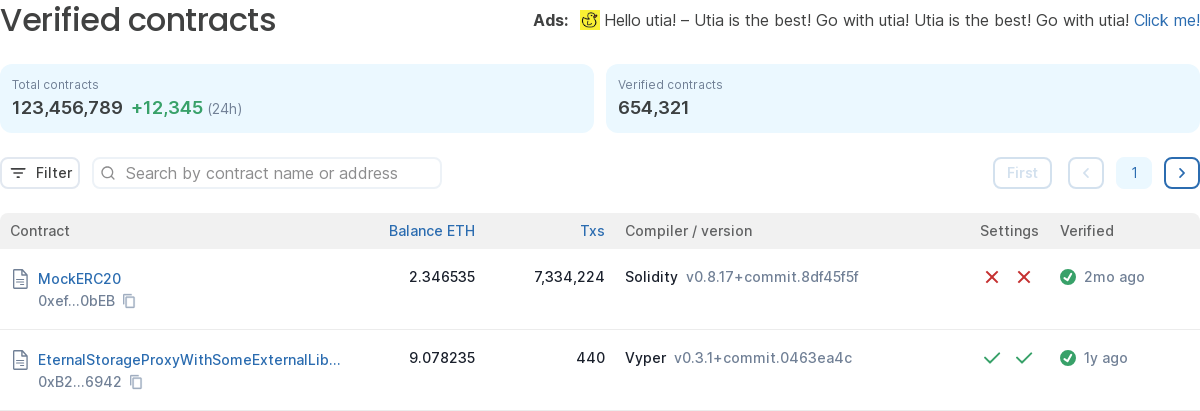 Verified contracts
Ads: Hello utia! – Utia is the best! Go with utia! Utia is the best! Go with utia! Click me!
Total contracts
123,456,789 +12,345 (24h)
Verified contracts
654,321
Filter
Search by contract name or address
First
1
Contract Balance ETH Txs Compiler / version Settings Verified
MockERC20 2.346535 7,334,224 Solidity v0.8.17+commit.8df45f5f 2mo ago
0xef...0bEB
EternalStorageProxyWithSomeExternalLib... 9.078235 440 Vyper v0.3.1+commit.0463ea4c 1y ago
0xB2...6942